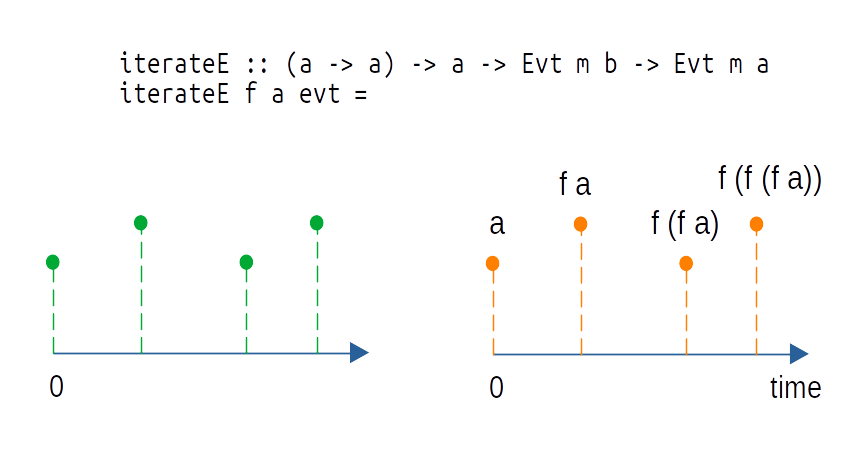 iterateE :: (a -> a) -> a -> Evt m b -> Evt m a
iterateE f a evt =
f (f (f a))
f a
a
f (f a)
0
0
time